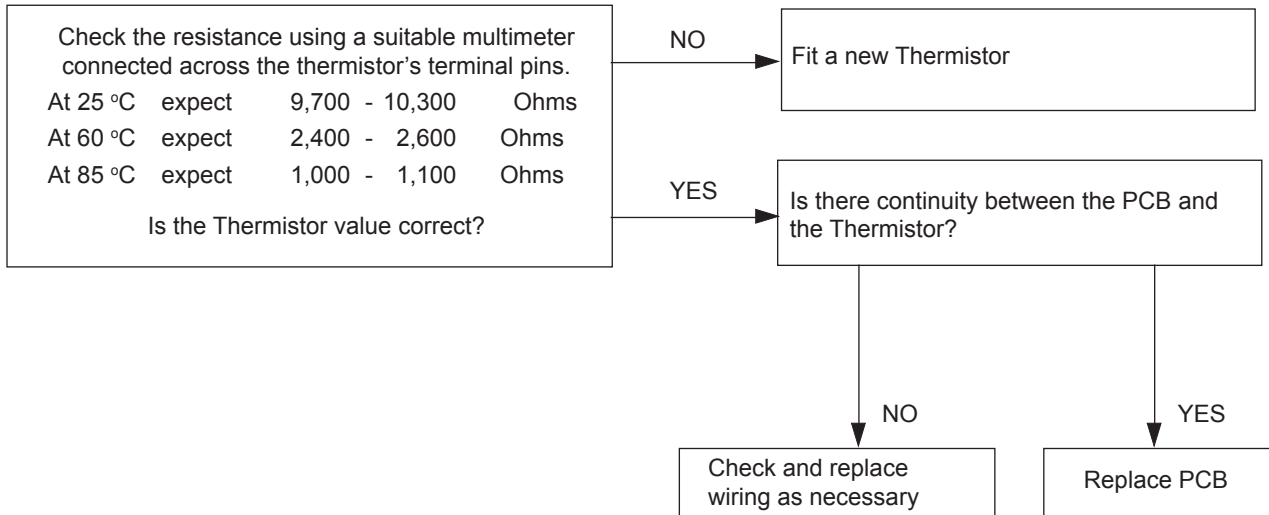 Check the resistance using a suitable multimeter
connected across the thermistor's terminal pins.
At 25 °C expect 9,700 - 10,300 Ohms
At 60 °C expect 2,400 - 2,600 Ohms
At 85 °C expect 1,000 - 1,100 Ohms
Is the Thermistor value correct?
NO
Fit a new Thermistor
YES
Is there continuity between the PCB and
the Thermistor?
NO
Check and replace
wiring as necessary
YES
Replace PCB